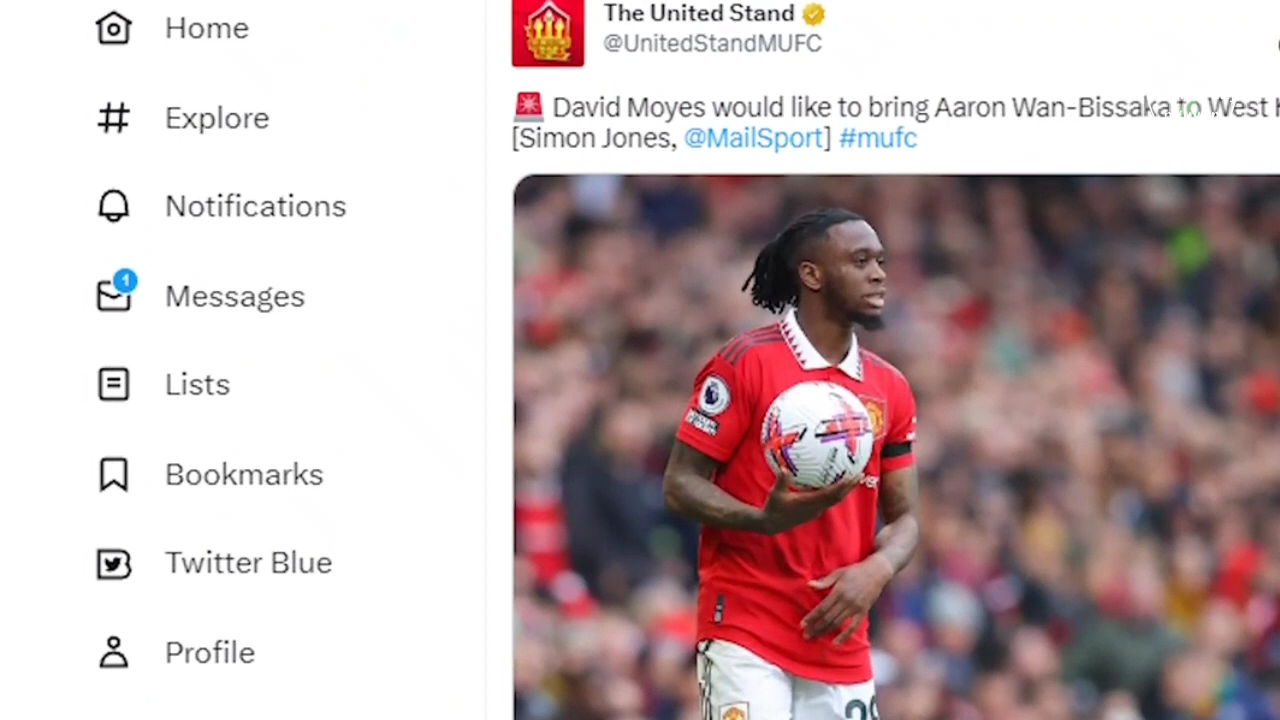 Home
Explore
Notifications
1
Messages
Lists
Bookmarks
Twitter Blue
Profile
The United Stand
@UnitedStandMUFC
🚨 David Moyes would like to bring Aaron Wan-Bissaka to West
[Simon Jones, @MailSport] #mufc